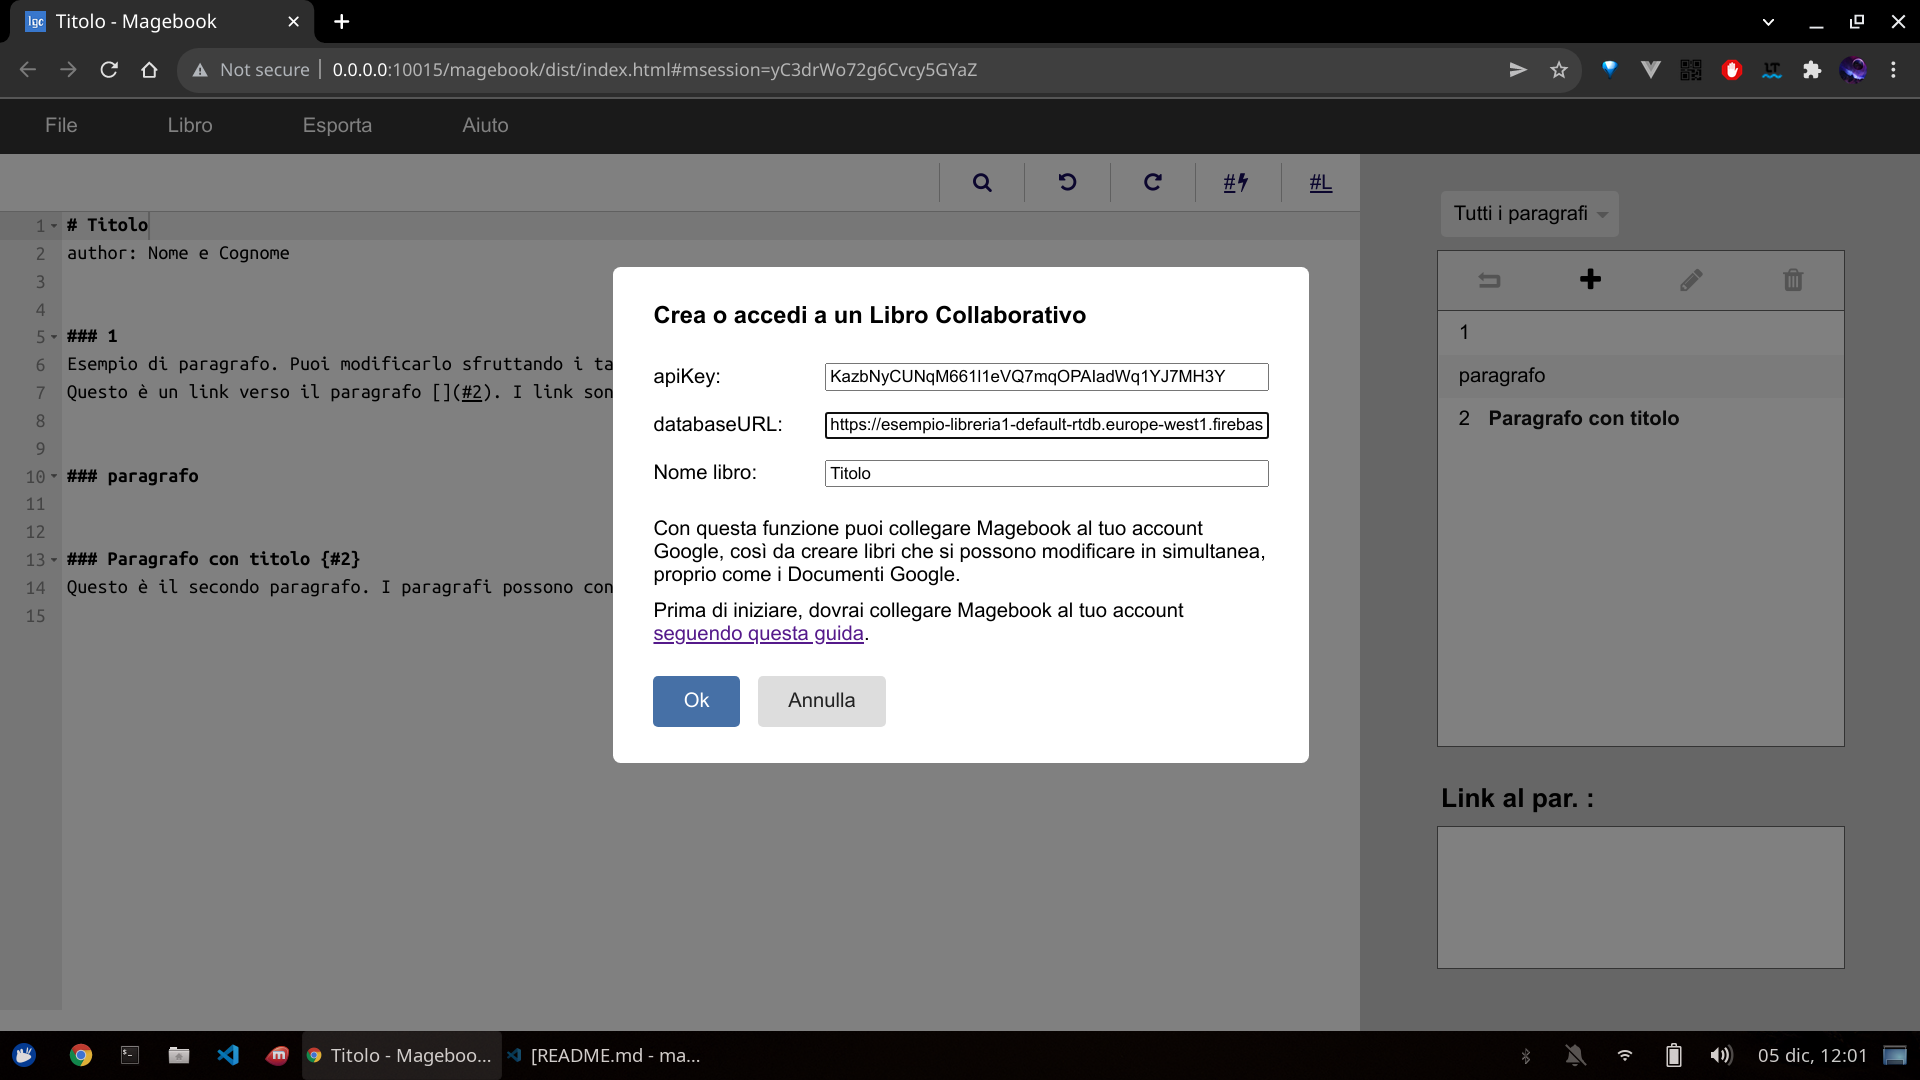 Titolo - Magebook
Not secure
0.0.0.0:10015/magebook/dist/index.html#msession=yC3drWo72g6Cvcy5GYaZ
File
Libro
Esporta
Aiuto
#
#L
1 # Titolo
2 author: Nome e Cognome
3
4
5 ### 1
6 Esempio di paragrafo. Puoi modificarlo sfruttando i ta
7 Questo è un link verso il paragrafo [](#2). I link son
8
9
10 ### paragrafo
11
12
13 ### Paragrafo con titolo {#2}
14 Questo è il secondo paragrafo. I paragrafi possono con
15
Crea o accedi a un Libro Collaborativo
apiKey: KazbNyCUNqM661l1eVQ7mqOPAIadWq1YJ7MH3Y
databaseURL: https://esempio-libreria1-default-rtdb.europe-west1.firebas
Nome libro: Titolo
Con questa funzione puoi collegare Magebook al tuo account
Google, così da creare libri che si possono modificare in simultanea,
proprio come i Documenti Google.
Prima di iniziare, dovrai collegare Magebook al tuo account
seguendo questa guida.
Ok
Annulla
Tutti i paragrafi
1
paragrafo
2 Paragrafo con titolo
Link al par. :
Titolo - Mageboo...
[README.md - ma...
05 dic, 12:01